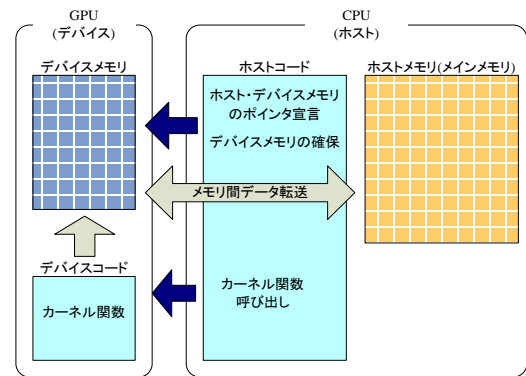 GPU
(デバイス)
デバイスメモリ
デバイスコード
カーネル関数
CPU
(ホスト)
ホストコード
ホスト・デバイスメモリ
のポインタ宣言
デバイスメモリの確保
メモリ間データ転送
カーネル関数
呼び出し
ホストメモリ(メインメモリ)